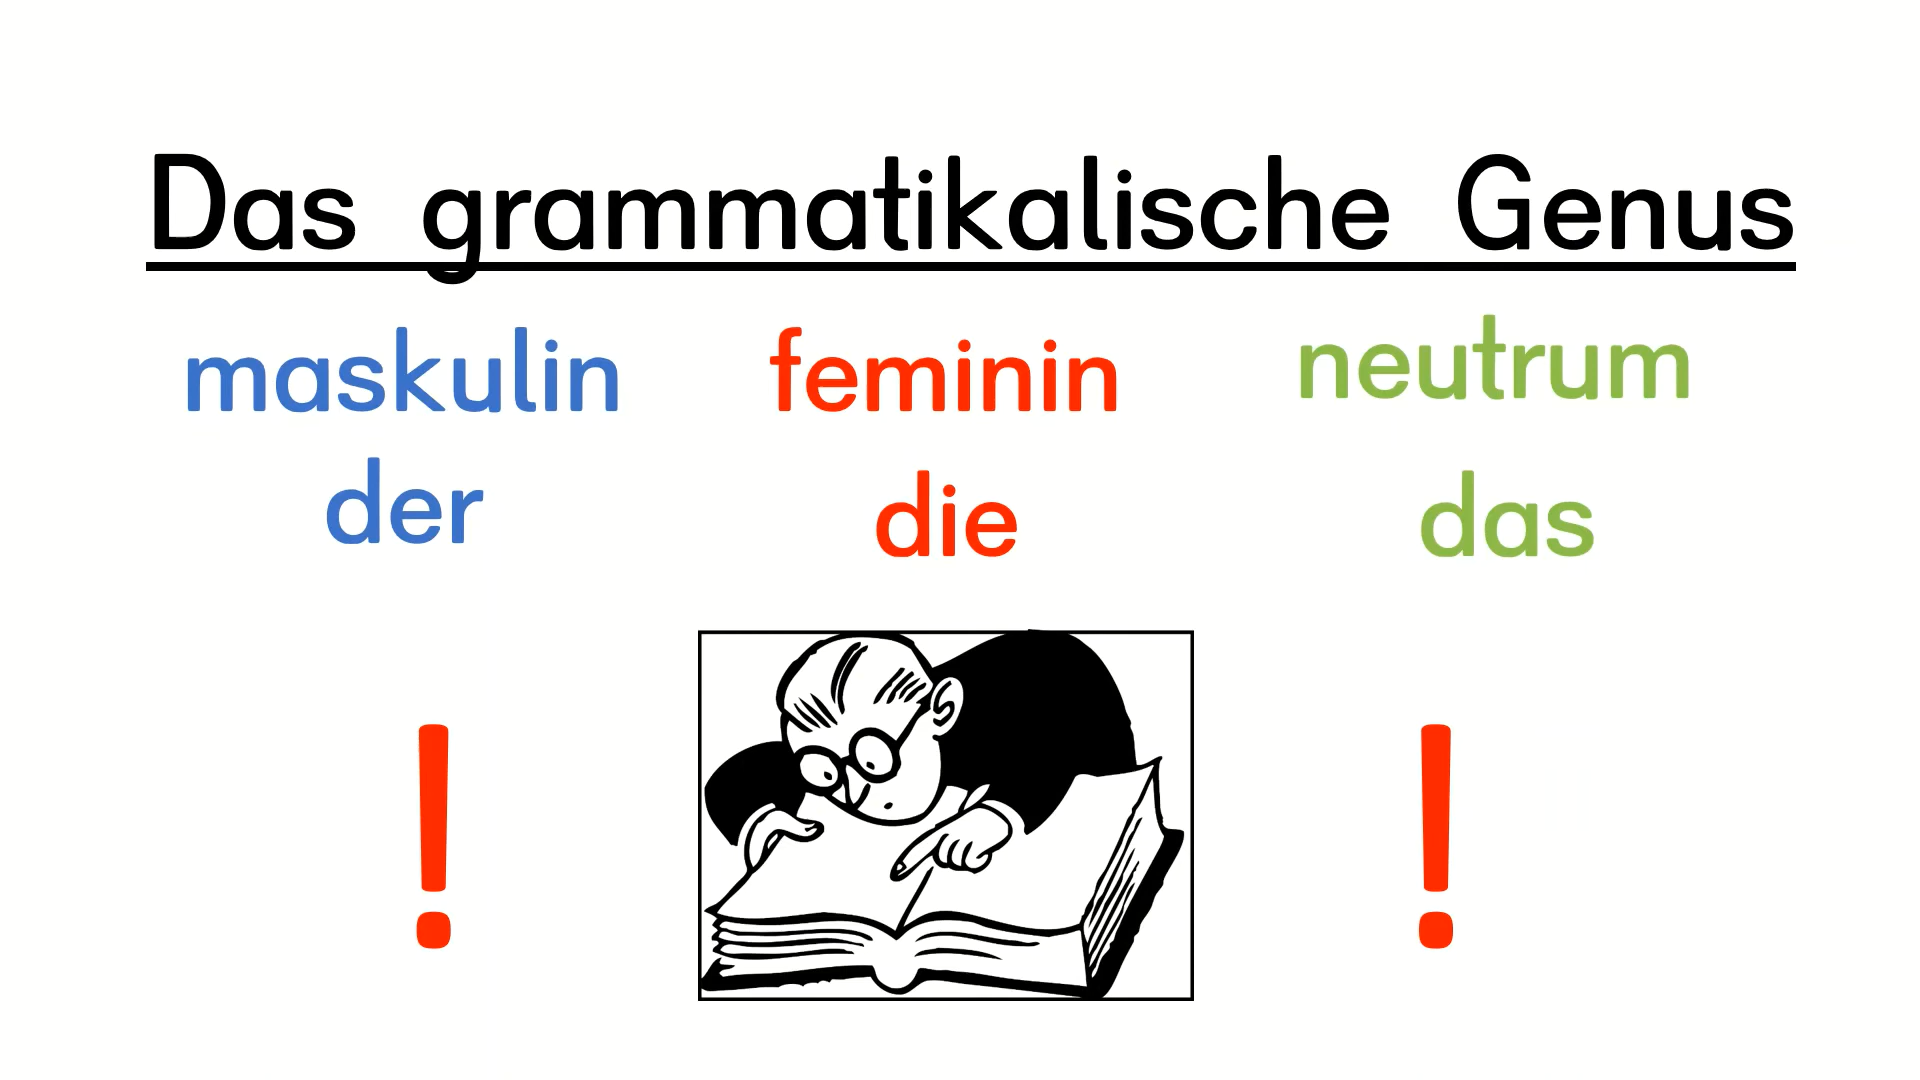 Das grammatikalische Genus
maskulin feminin neutrum
der die das
! !